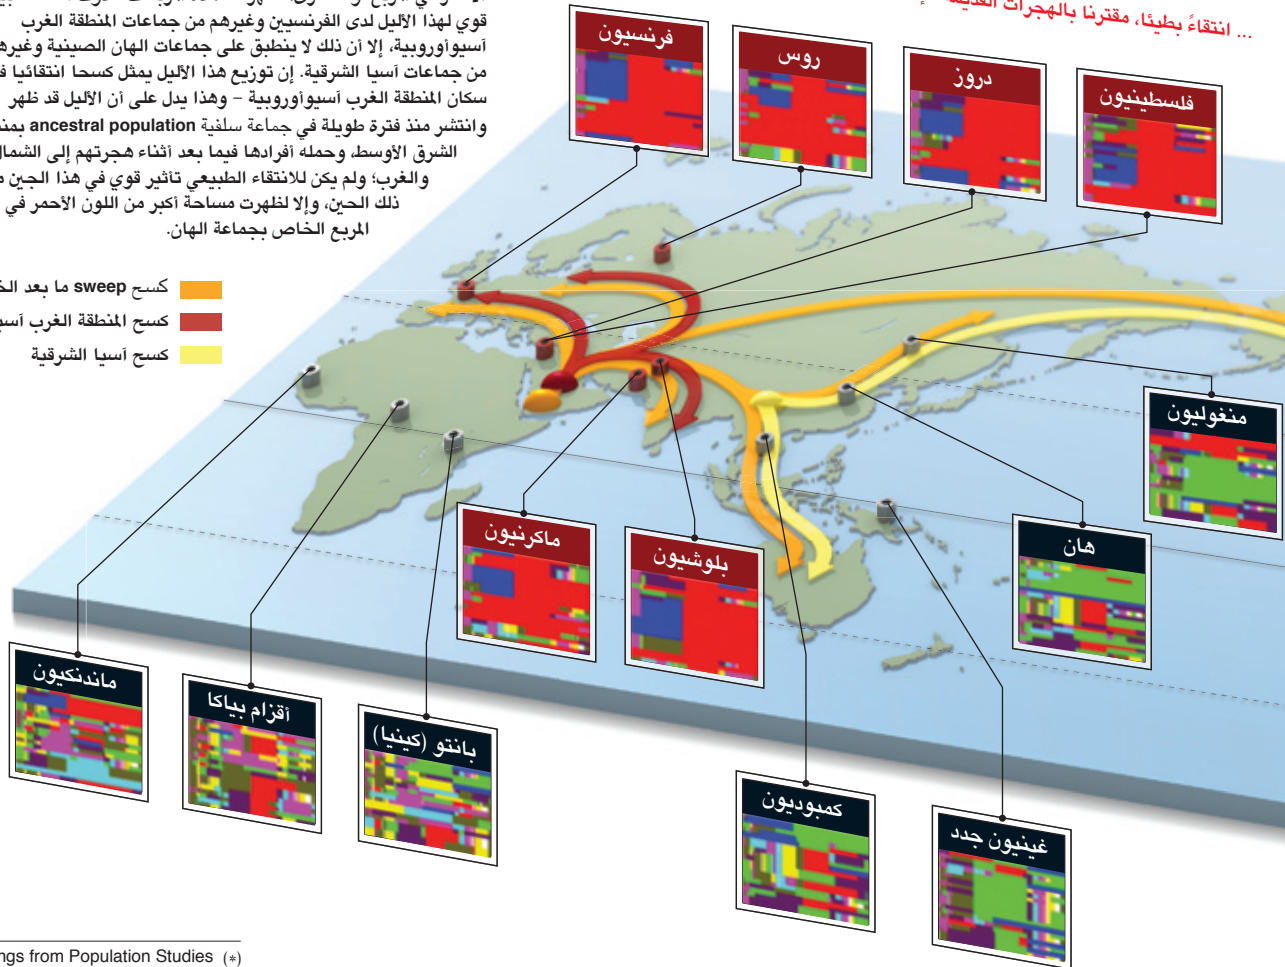 ... انتقاءً بطيئا، مقترنا بالهجرات القديمة
قوي لهذا الأليل لدى الفرنسيين وغيرهم من جماعات المنطقة الغرب
آسيوأوروبية، إلا أن ذلك لا ينطبق على جماعات الهان الصينية وغيرها
من جماعات آسيا الشرقية. إن توزيع هذا الأليل يمثل كسحا انتقائيا
سكان المنطقة الغرب آسيوأوروبية – وهذا يدل على أن الأليل قد ظهر
وانتشر منذ فترة طويلة في جماعة سلفية ancestral population
الشرق الأوسط، وحمله أفرادها فيما بعد أثناء هجرتهم إلى الشمال
والغرب؛ ولم يكن للانتقاء الطبيعي تأثير قوي في هذا الجين
ذلك الحين، وإلا لظهرت مساحة أكبر من اللون الأحمر في
المربع الخاص بجماعة الهان.
كسح sweep ما بعد
كسح المنطقة الغرب
كسح آسيا الشرقية
فرنسيون
روس
دروز
فلسطينيون
منغوليون
هان
ماكرنيون
بلوشيون
ماندنكيون
أقزام بياكا
بانتو (كينيا)
كمبوديون
غينيون جدد
from Population Studies (*)